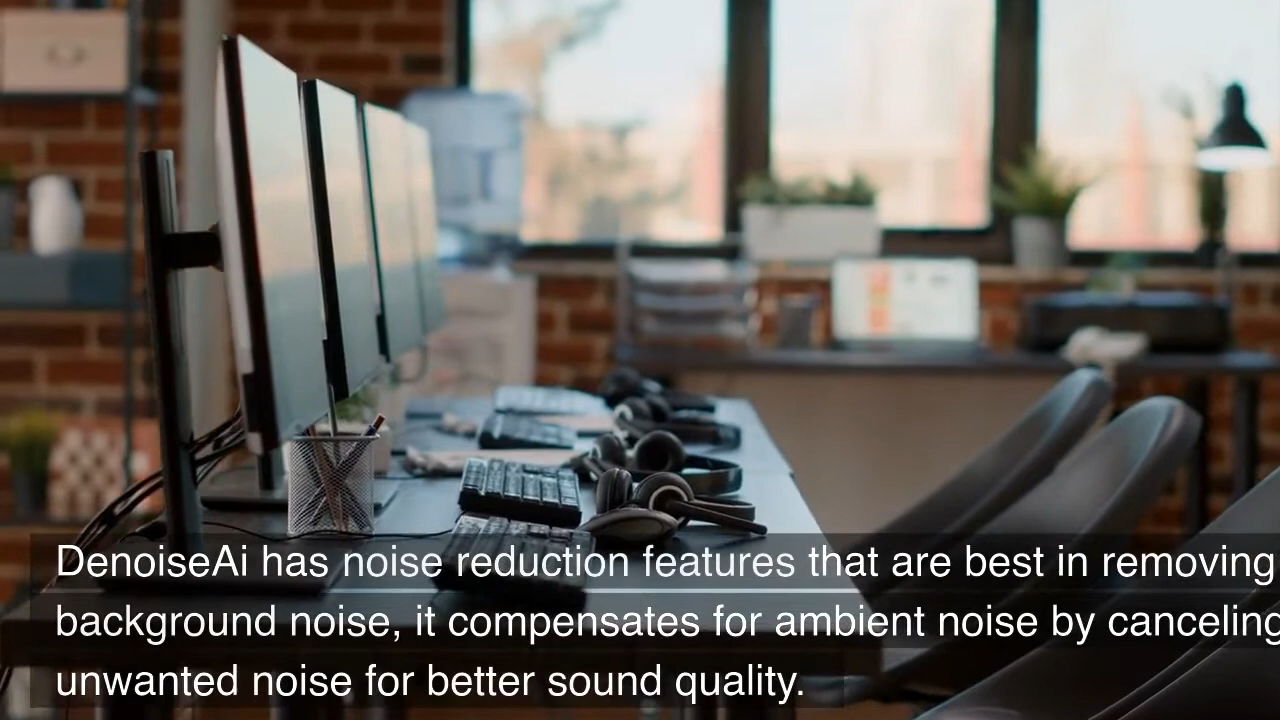 DenoiseAi has noise reduction features that are best in removing
background noise, it compensates for ambient noise by canceling
unwanted noise for better sound quality.